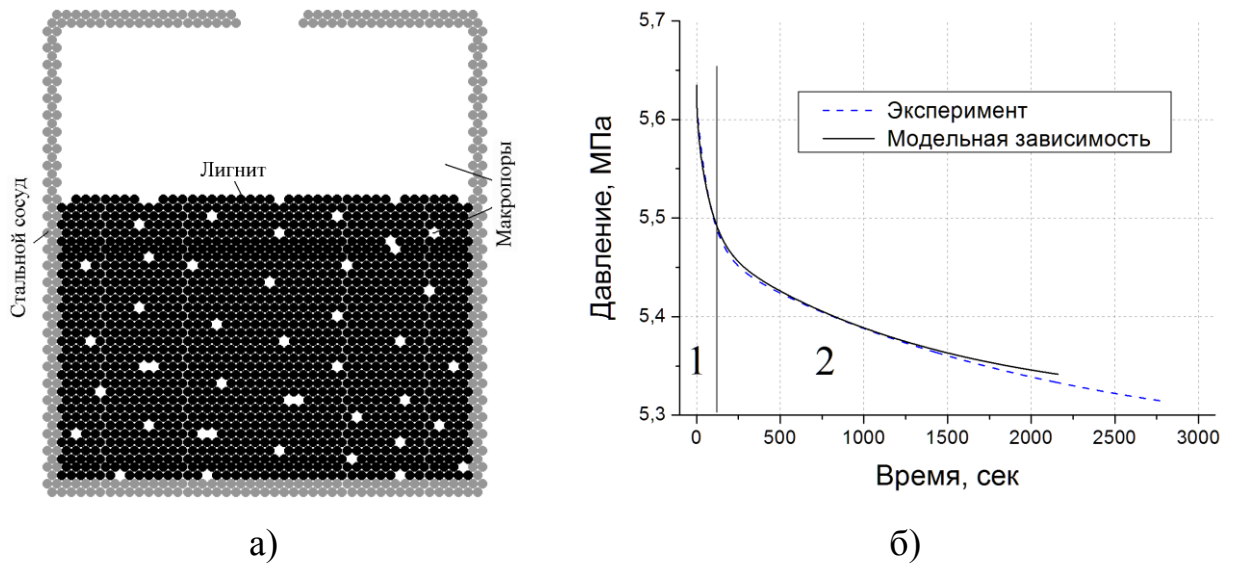 Лигнит
Стальной сосуд
Макропоры
а)
5,7
5,6
5,5
5,4
5,3
Давление, МПа
Эксперимент
Модельная зависимость
1
2
0
500
1000
1500
2000
2500
3000
Время, сек
б)